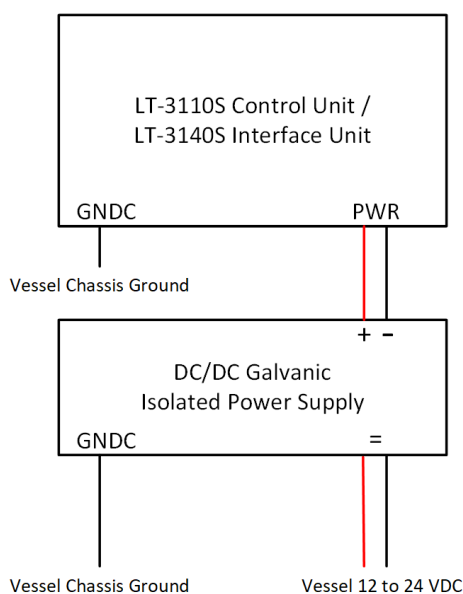 LT-3110S Control Unit /
LT-3140S Interface Unit
GNDC PWR
Vessel Chassis Ground
+ −
DC/DC Galvanic
Isolated Power Supply
GNDC =
Vessel Chassis Ground Vessel 12 to 24 VDC